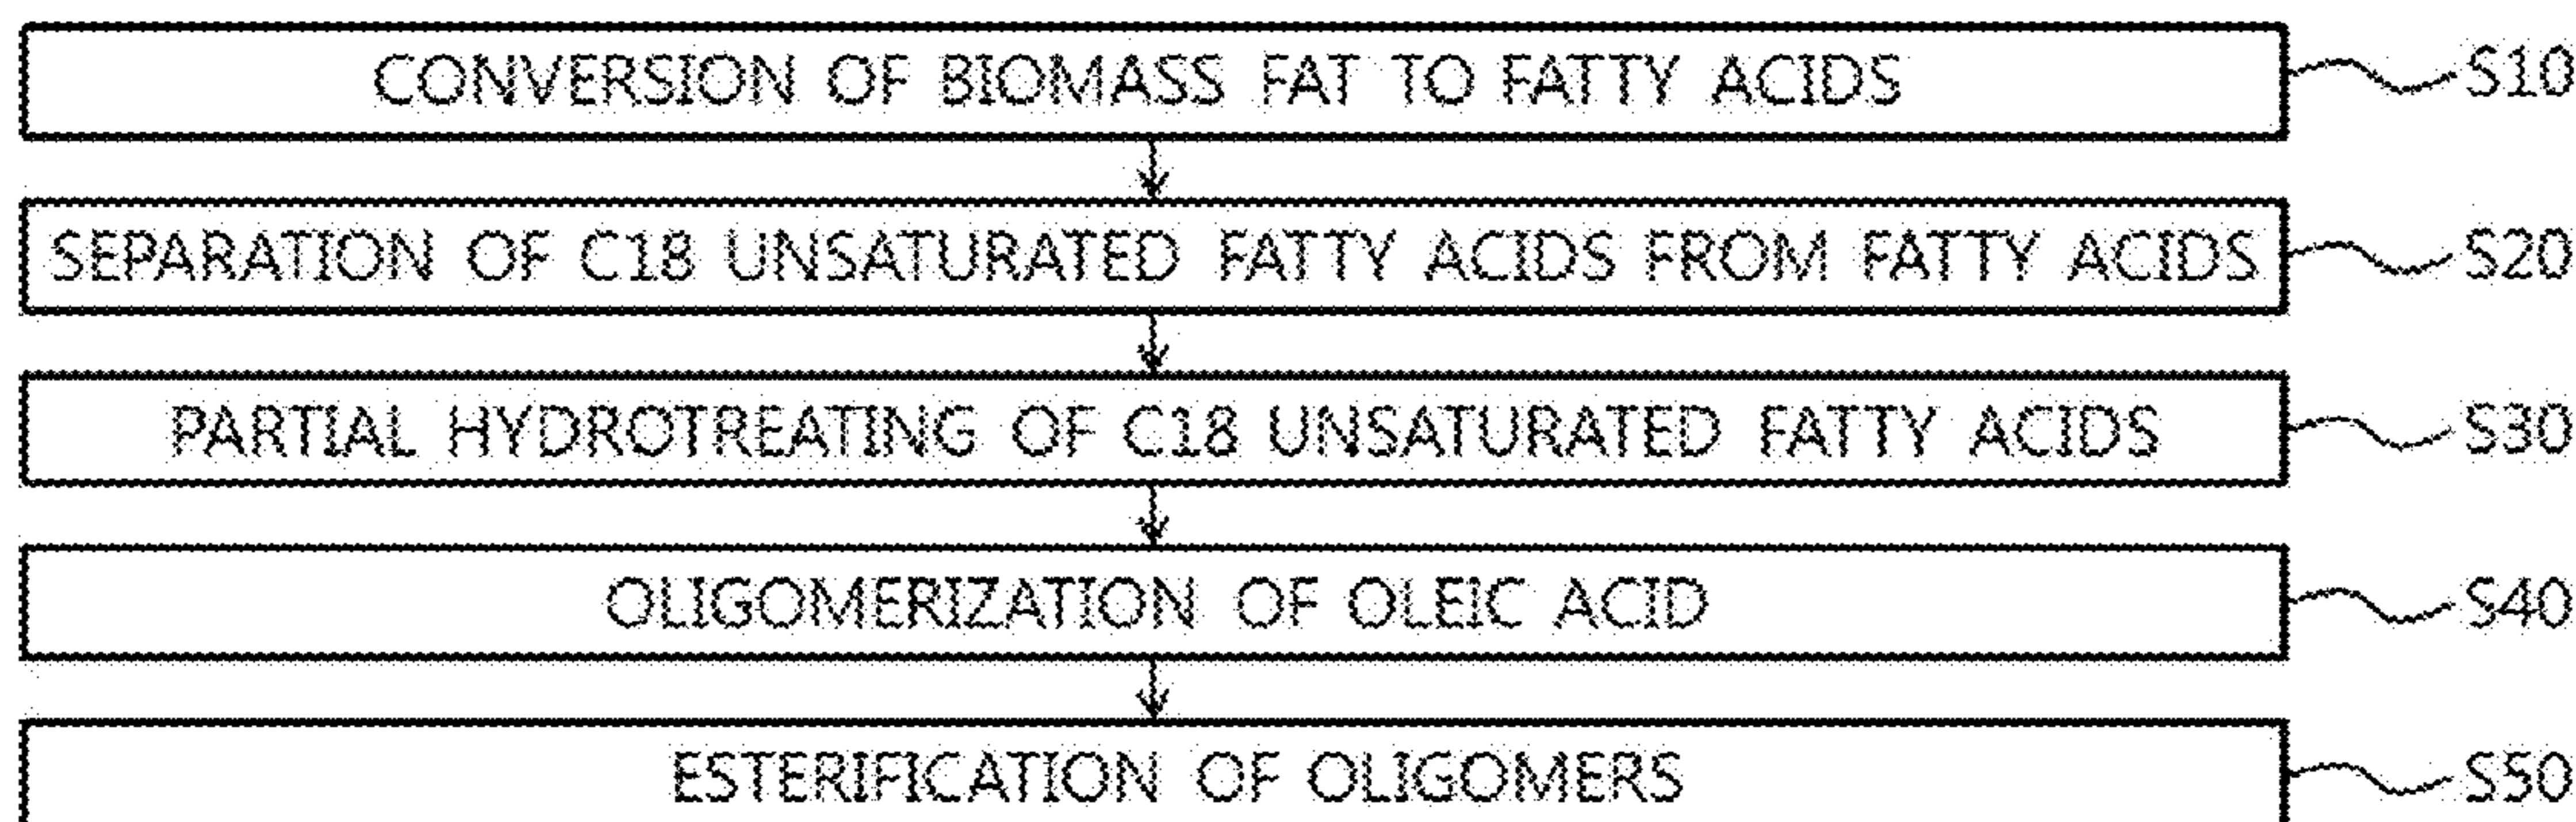 CONVERSION OF BIOMASS FAT TO FATTY ACIDS S10
SEPARATION OF C18 UNSATURATED FATTY ACIDS FROM FATTY ACIDS S20
PARTIAL HYDROTREATING OF C18 UNSATURATED FATTY ACIDS S30
OLIGOMERIZATION OF OLEIC ACID S40
ESTERIFICATION OF OLIGOMERS S50